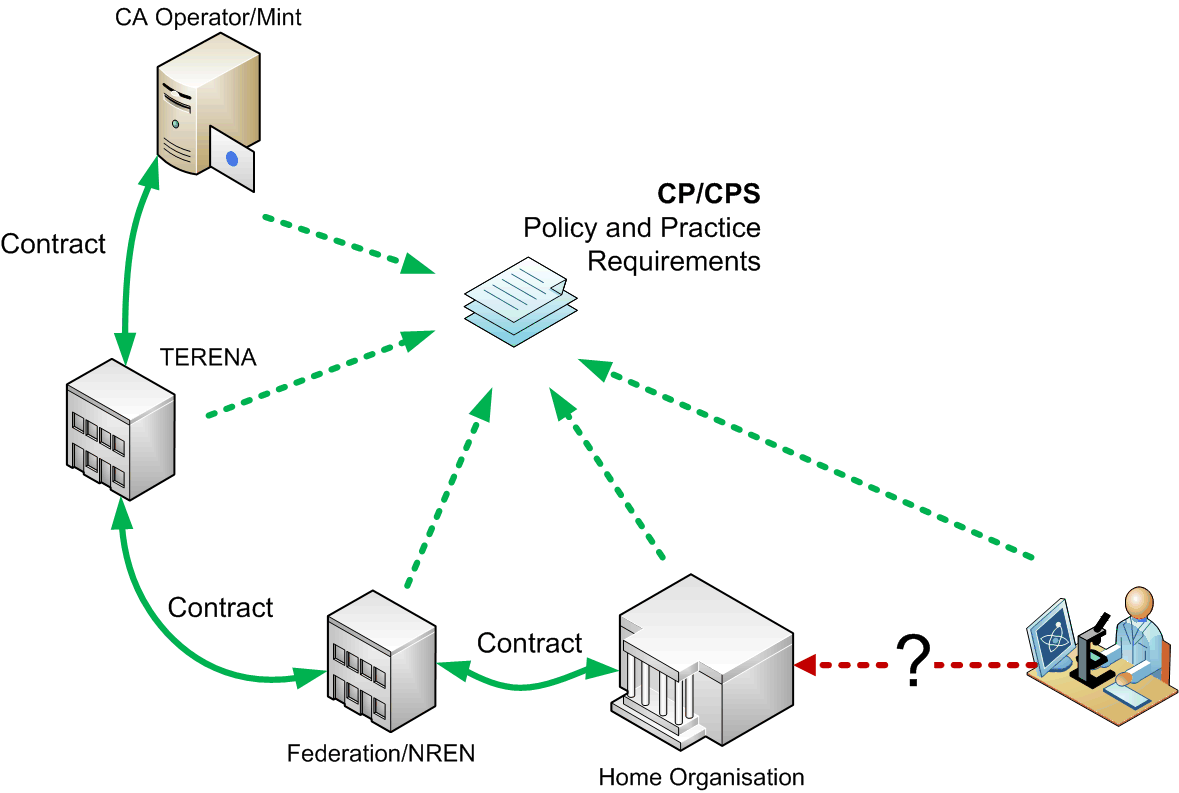 CA Operator/Mint
CP/CPS
Policy and Practice
Requirements
Contract
TERENA
Contract
Contract
?
Federation/NREN
Home Organisation